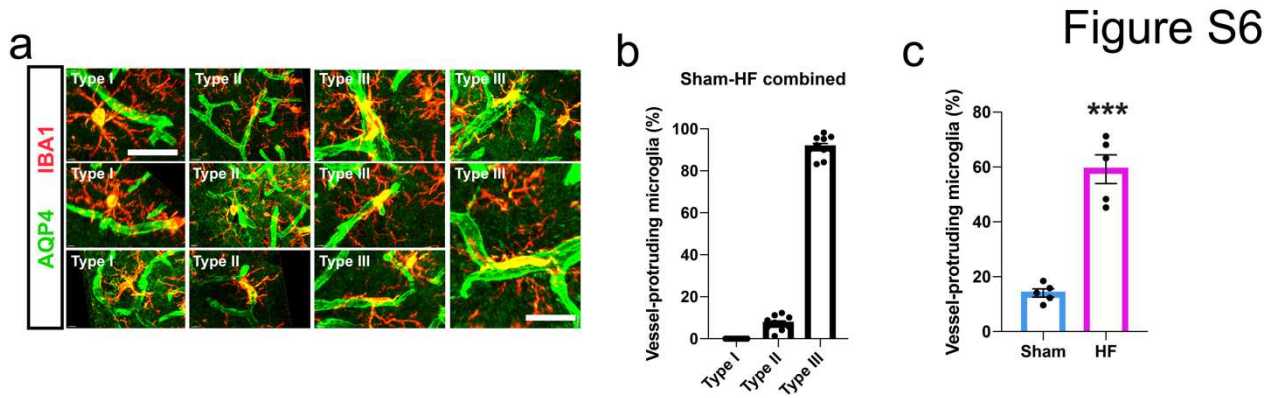 Figure S6
a
AQP4 IBA1
Type I
Type II
Type III
Type III
Type I
Type II
Type III
Type III
Type I
Type II
Type III
b
Sham-HF combined
Vessel-protruding microglia (%)
100
80
60
40
20
0
Type I
Type II
Type III
c
Vessel-protruding microglia (%)
80
60
40
20
0
***
Sham
HF